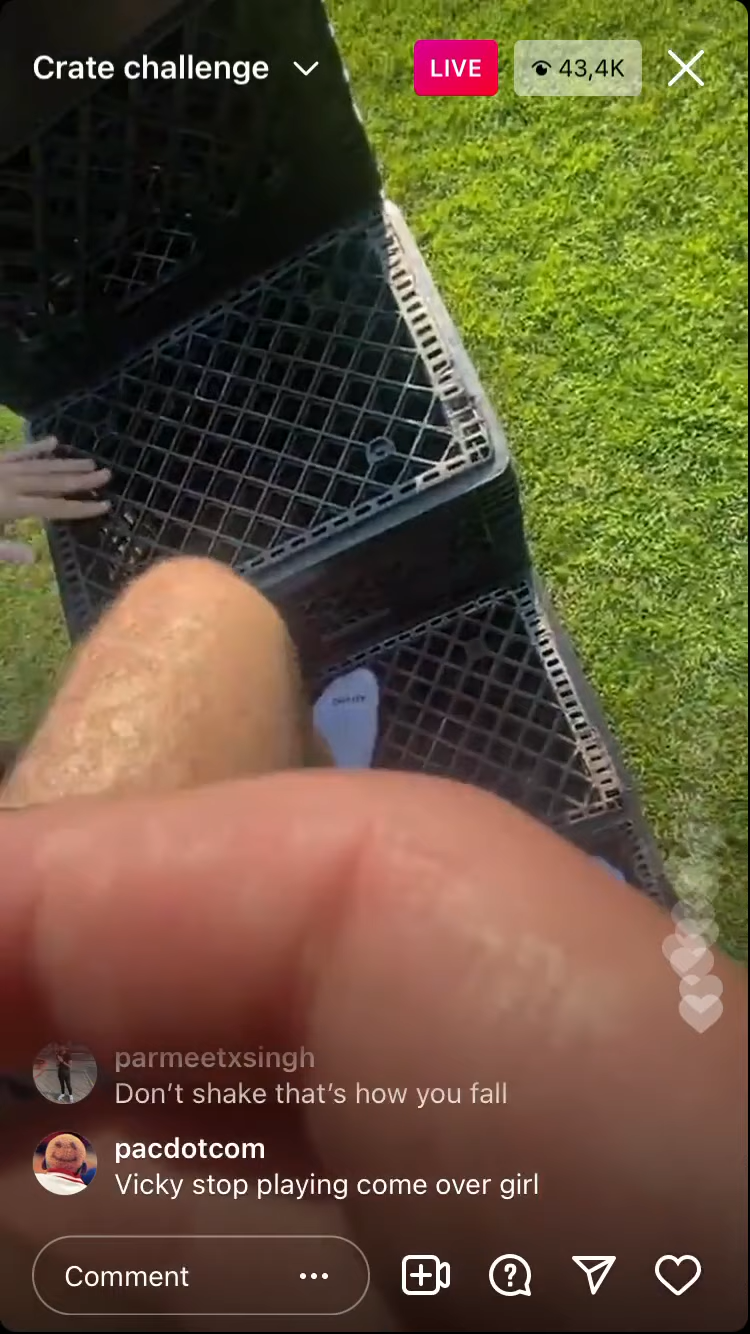 Crate challenge
LIVE
43,4K
parmeetxsingh
Don’t shake that’s how you fall
pacdotcom
Vicky stop playing come over girl
Comment